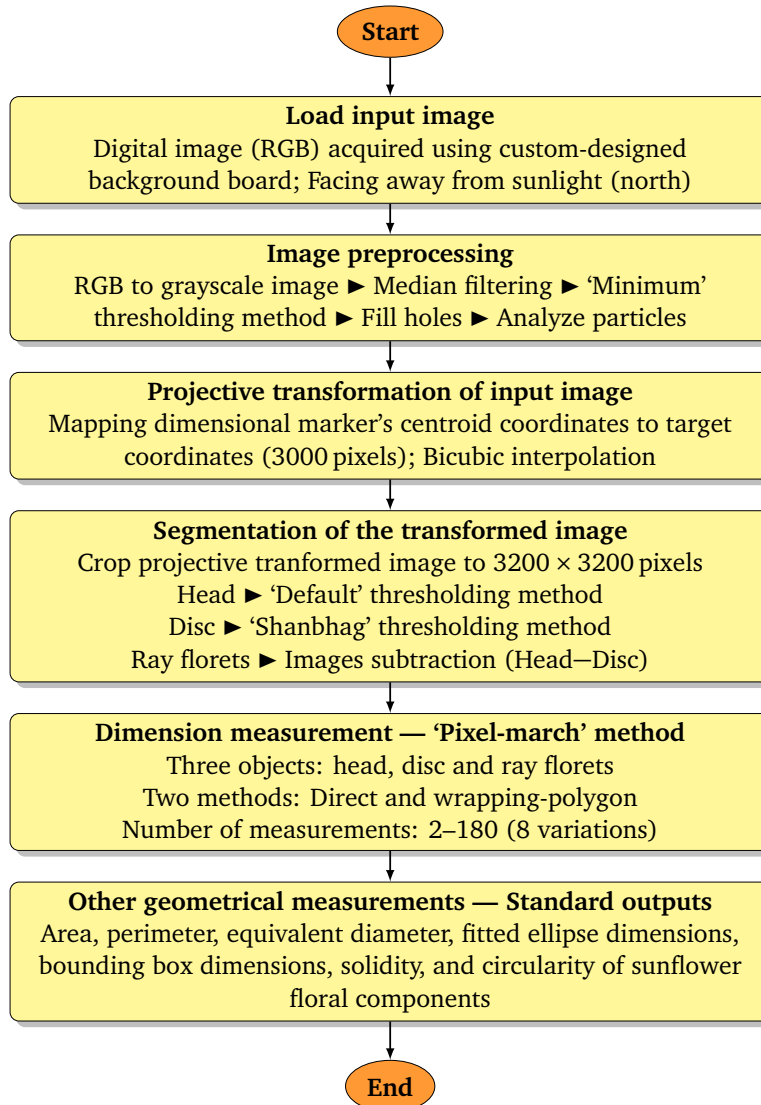 Start
Load input image
Digital image (RGB) acquired using custom-designed
background board; Facing away from sunlight (north)
Image preprocessing
RGB to grayscale image ► Median filtering ► ‘Minimum’
thresholding method ► Fill holes ► Analyze particles
Projective transformation of input image
Mapping dimensional marker’s centroid coordinates to target
coordinates (3000 pixels); Bicubic interpolation
Segmentation of the transformed image
Crop projective tranformed image to 3200 × 3200 pixels
Head ► ‘Default’ thresholding method
Disc ► ‘Shanbhag’ thresholding method
Ray florets ► Images subtraction (Head—Disc)
Dimension measurement — ‘Pixel-march’ method
Three objects: head, disc and ray florets
Two methods: Direct and wrapping-polygon
Number of measurements: 2–180 (8 variations)
Other geometrical measurements — Standard outputs
Area, perimeter, equivalent diameter, fitted ellipse dimensions,
bounding box dimensions, solidity, and circularity of sunflower
floral components
End